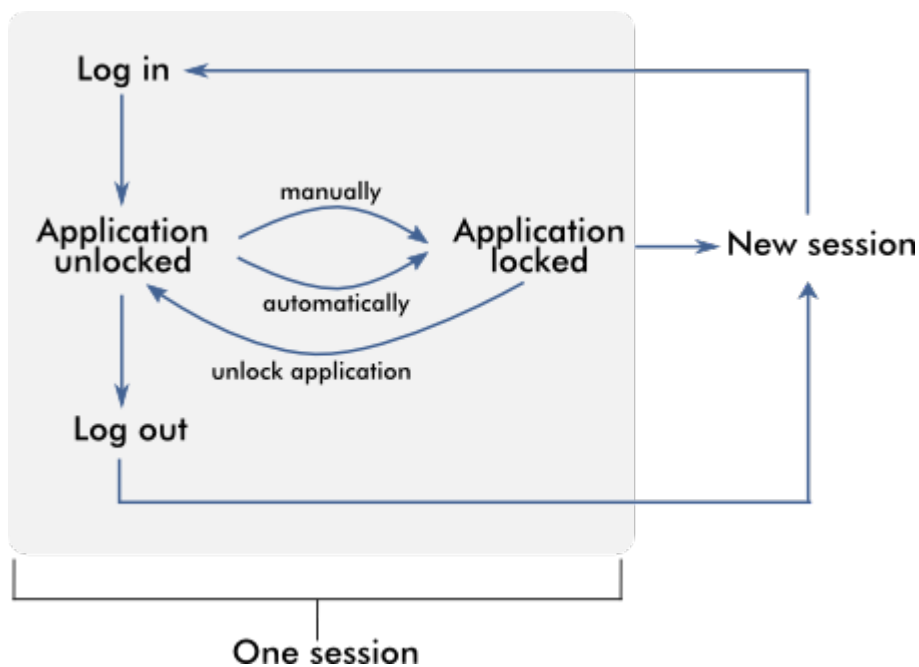 Log in
manually
Application
unlocked
Application
locked
New session
automatically
unlock application
Log out
One session